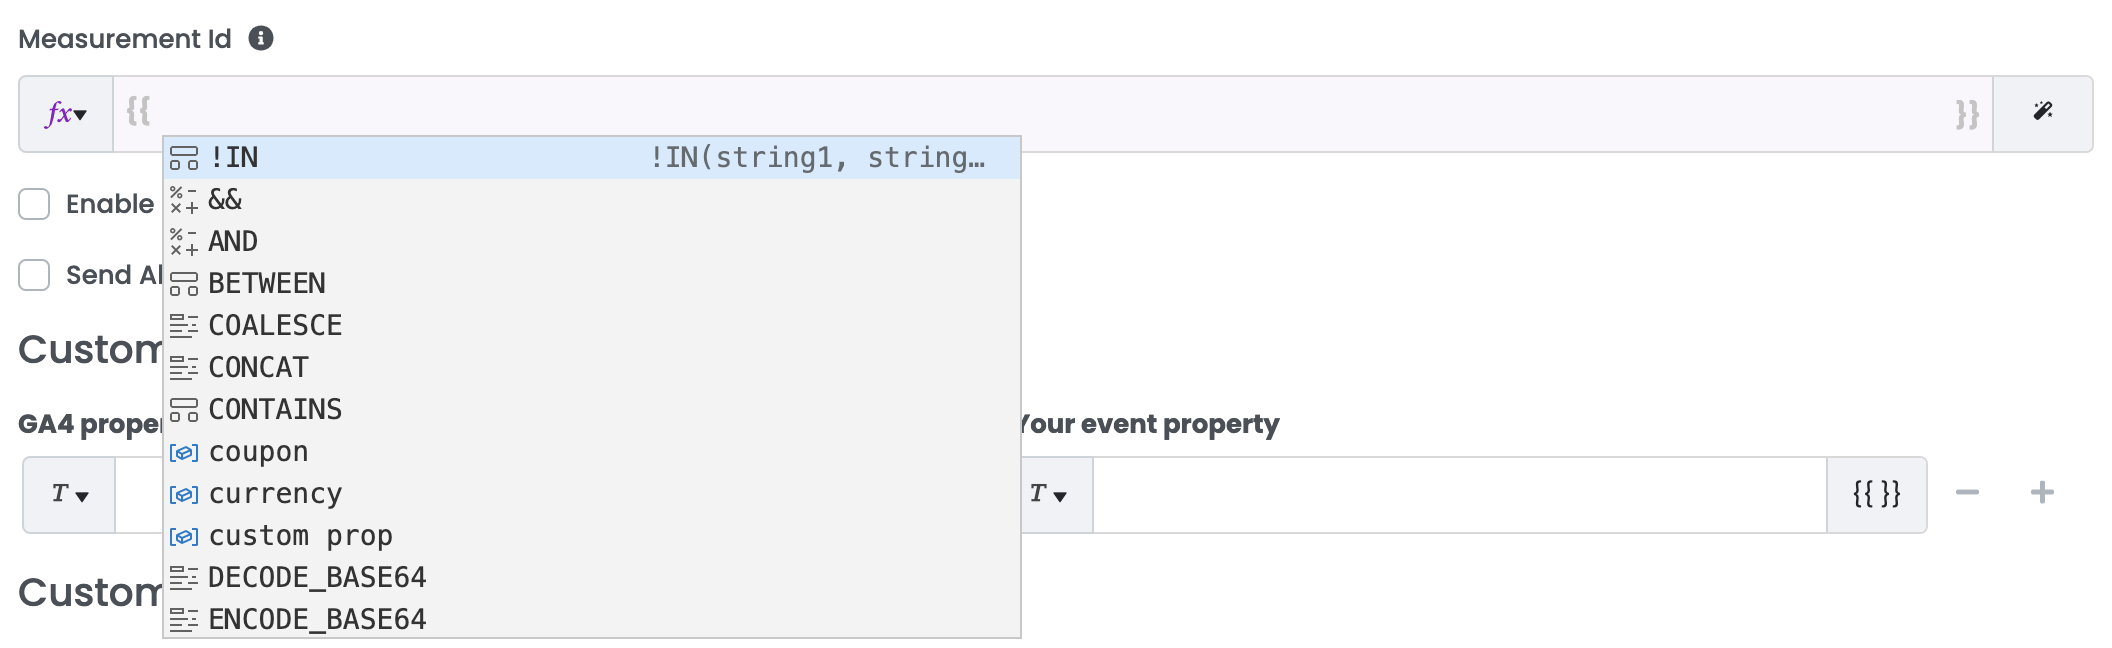 Measurement Id
fx {{ }}
!IN !IN(string1, string…
Enable
&&
AND
Send Al
BETWEEN
COALESCE
Custom
CONCAT
CONTAINS
GA4 proper Your event property
coupon
currency
T T {{ }}
custom prop
DECODE_BASE64
Custom
ENCODE_BASE64